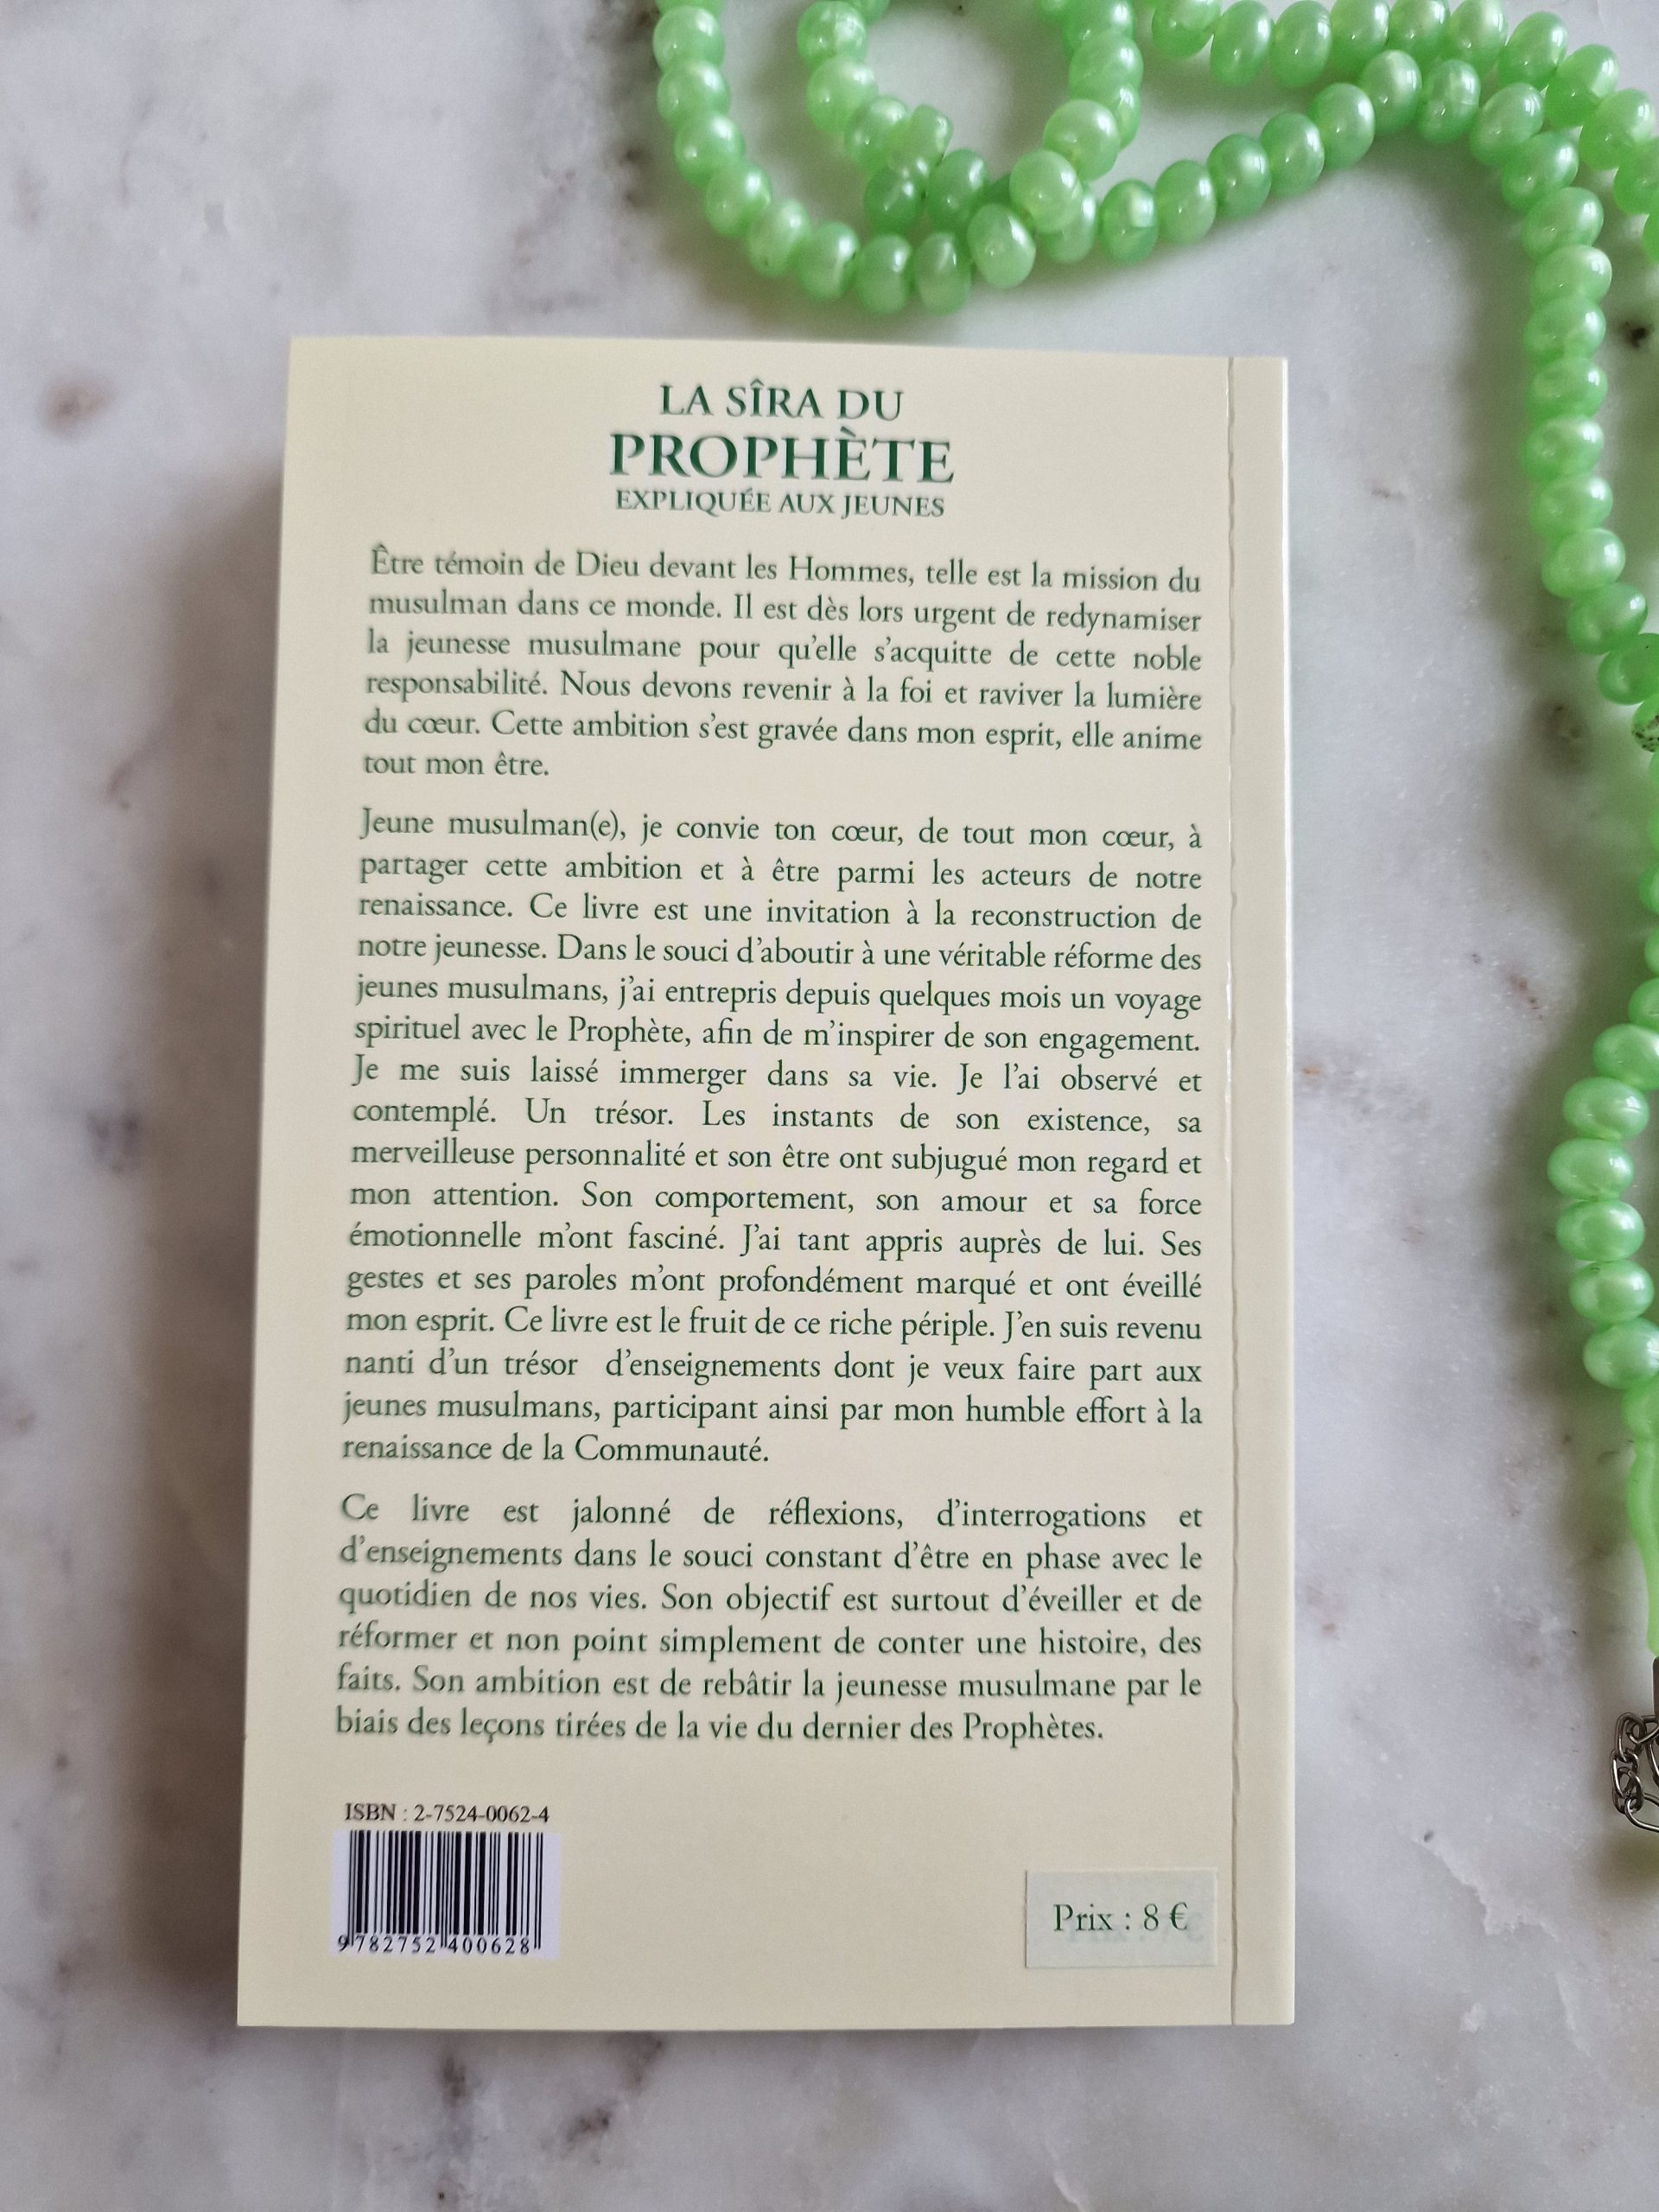 LA SÎRA DU
PROPHÈTE
EXPLIQUÉE AUX JEUNES
Être témoin de Dieu devant les Hommes, telle est la mission du
musulman dans ce monde. Il est dès lors urgent de redynamiser
la jeunesse musulmane pour qu'elle s'acquitte de cette noble
responsabilité. Nous devons revenir à la foi et raviver la lumière
du cœur. Cette ambition s'est gravée dans mon esprit, elle anime
tout mon être.
Jeune musulman(e), je convie ton cœur, de tout mon cœur, à
partager cette ambition et à être parmi les acteurs de notre
renaissance. Ce livre est une invitation à la reconstruction de
notre jeunesse. Dans le souci d'aboutir à une véritable réforme des
jeunes musulmans, j'ai entrepris depuis quelques mois un voyage
spirituel avec le Prophète, afin de m'inspirer de son engagement.
Je me suis laissé immerger dans sa vie. Je l'ai observé et
contemplé. Un trésor. Les instants de son existence, sa
merveilleuse personnalité et son être ont subjugué mon regard et
mon attention. Son comportement, son amour et sa force
émotionnelle m'ont fasciné. J'ai tant appris auprès de lui. Ses
gestes et ses paroles m'ont profondément marqué et ont éveillé
mon esprit. Ce livre est le fruit de ce riche périple. J'en suis revenu
nanti d'un trésor d'enseignements dont je veux faire part aux
jeunes musulmans, participant ainsi par mon humble effort à la
renaissance de la Communauté.
Ce livre est jalonné de réflexions, d'interrogations et
d'enseignements dans le souci constant d'être en phase avec le
quotidien de nos vies. Son objectif est surtout d'éveiller et de
réformer et non point simplement de conter une histoire, des
faits. Son ambition est de rebâtir la jeunesse musulmane par le
biais des leçons tirées de la vie du dernier des Prophètes.
ISBN : 2-7524-0062-4
9 782752 400628
Prix : 8 €